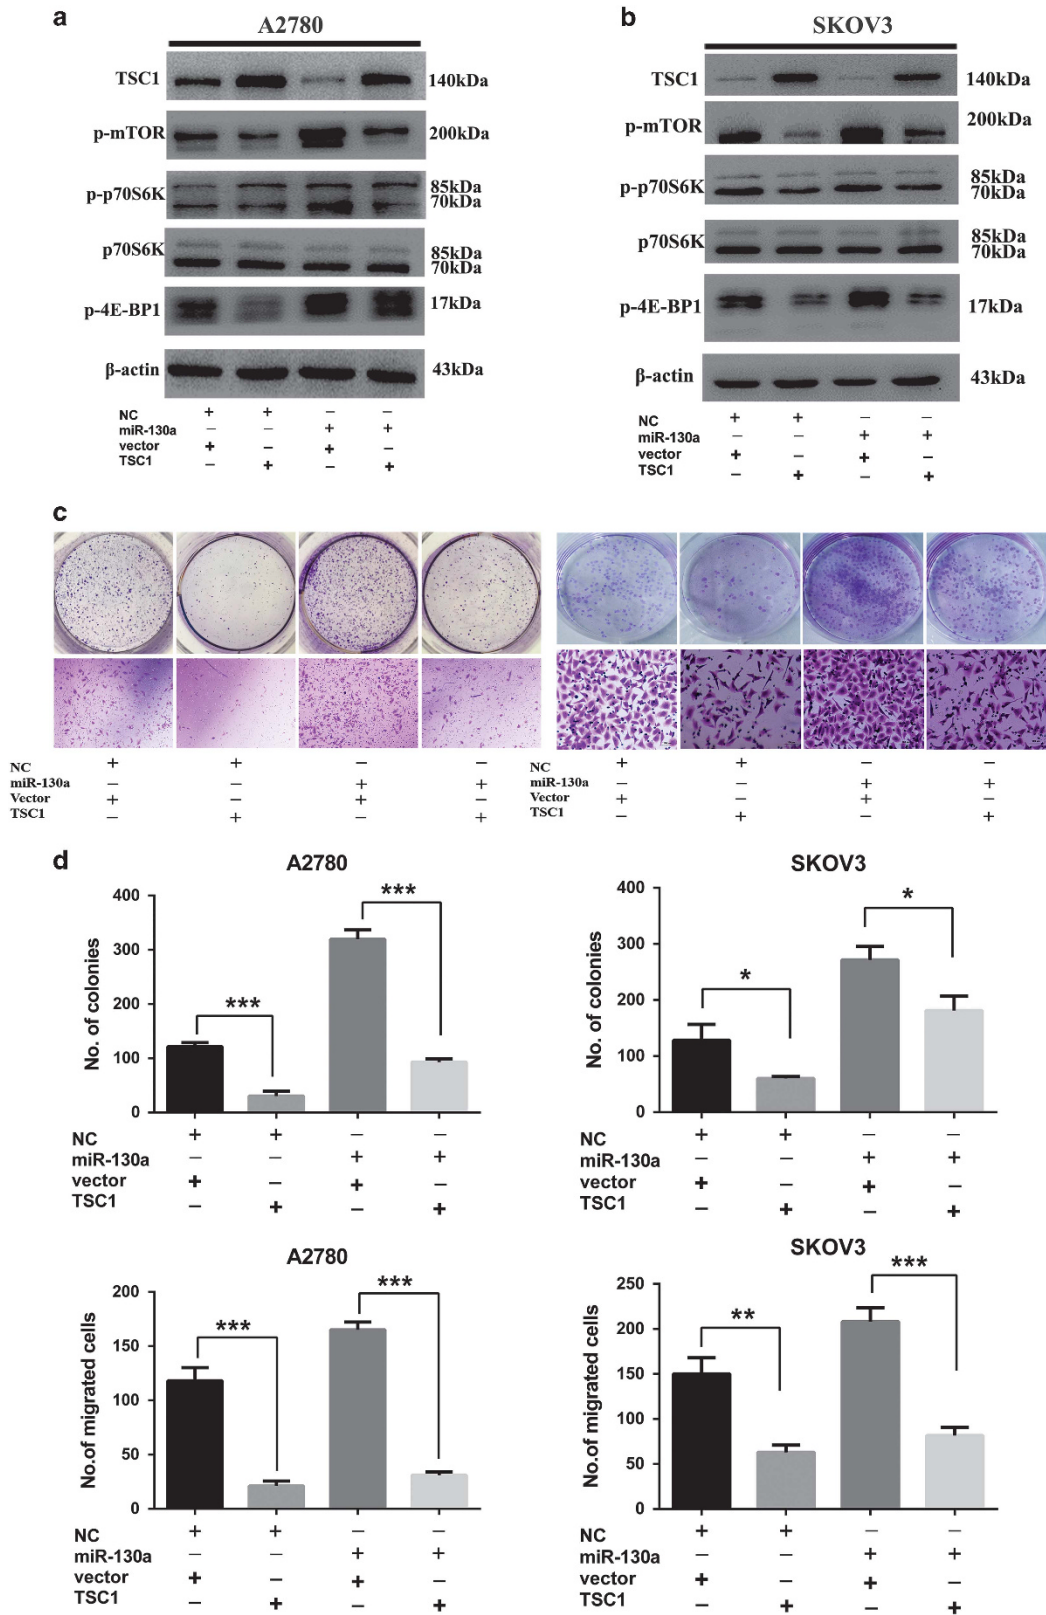 a
A2780
TSC1 140kDa
p-mTOR 200kDa
p-p70S6K 85kDa
70kDa
p70S6K 85kDa
70kDa
p-4E-BP1 17kDa
β-actin 43kDa
NC + + – –
miR-130a – – + +
vector + – + –
TSC1 – + – +
b
SKOV3
TSC1 140kDa
p-mTOR 200kDa
p-p70S6K 85kDa
70kDa
p70S6K 85kDa
70kDa
p-4E-BP1 17kDa
β-actin 43kDa
NC + + – –
miR-130a – – + +
vector + – + –
TSC1 – + – +
c
NC + + – –
miR-130a – – + +
Vector + – + –
TSC1 – + – +
NC + + – –
miR-130a – – + +
Vector + – + –
TSC1 – + – +
d
A2780
No. of colonies
400
300
200
100
0
***
***
NC + + – –
miR-130a – – + +
vector + – + –
TSC1 – + – +
SKOV3
No. of colonies
400
300
200
100
0
*
*
NC + + – –
miR-130a – – + +
vector + – + –
TSC1 – + – +
A2780
No.of migrated cells
200
150
100
50
0
***
***
NC + + – –
miR-130a – – + +
vector + – + –
TSC1 – + – +
SKOV3
No.of migrated cells
250
200
150
100
50
0
**
***
NC + + – –
miR-130a – – + +
vector + – + –
TSC1 – + – +